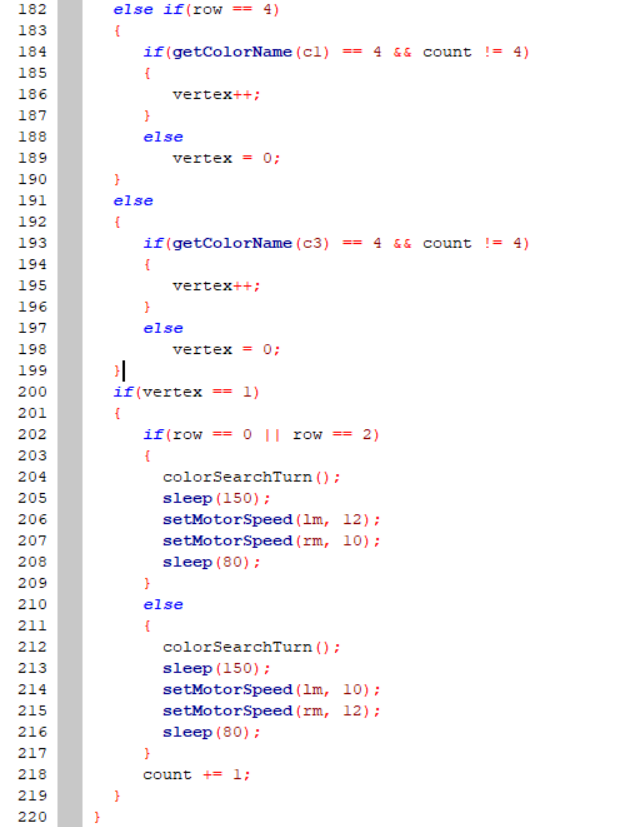 182 else if(row == 4)
183 {
184 if(getColorName(c1) == 4 && count != 4)
185 {
186 vertex++;
187 }
188 else
189 vertex = 0;
190 }
191 else
192 {
193 if(getColorName(c3) == 4 && count != 4)
194 {
195 vertex++;
196 }
197 else
198 vertex = 0;
199 }
200 if(vertex == 1)
201 {
202 if(row == 0 || row == 2)
203 {
204 colorSearchTurn();
205 sleep(150);
206 setMotorSpeed(lm, 12);
207 setMotorSpeed(rm, 10);
208 sleep(80);
209 }
210 else
211 {
212 colorSearchTurn();
213 sleep(150);
214 setMotorSpeed(lm, 10);
215 setMotorSpeed(rm, 12);
216 sleep(80);
217 }
218 count += 1;
219 }
220 }